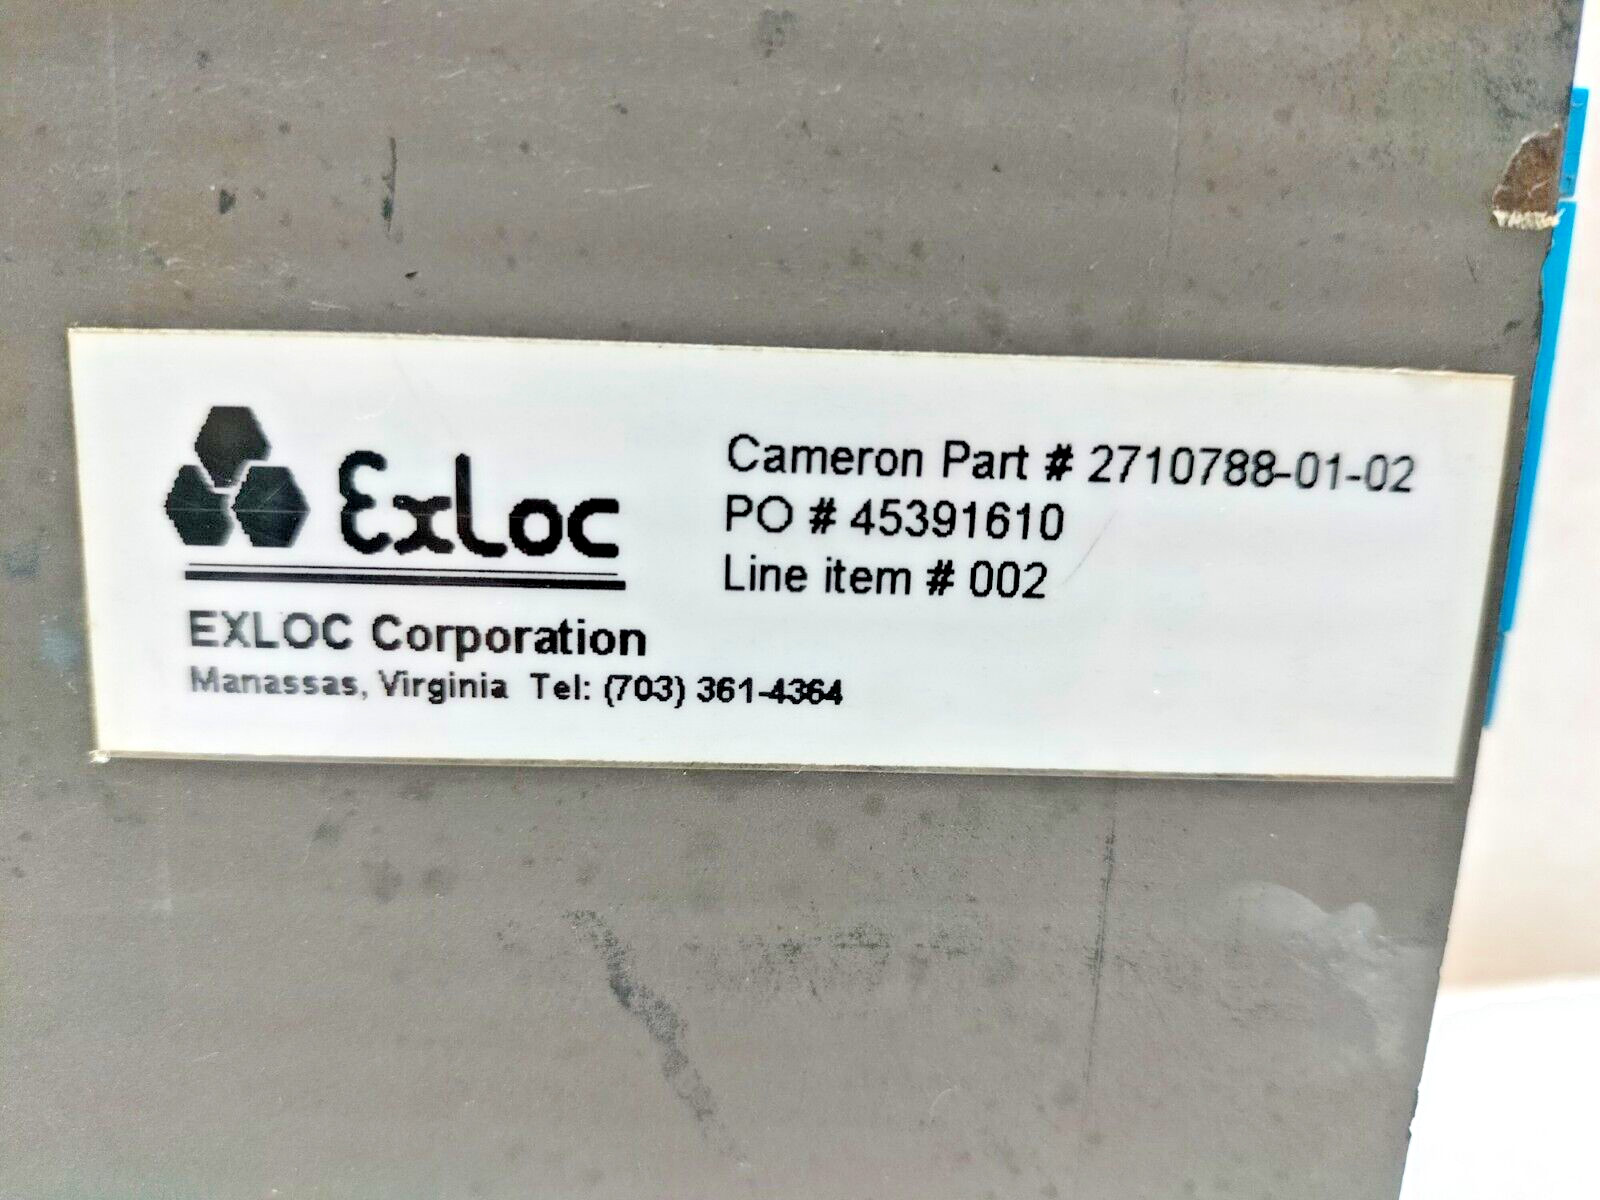 Exloc
EXLOC Corporation
Manassas, Virginia Tel: (703) 361-4364
Cameron Part # 2710788-01-02
PO # 45391610
Line item # 002